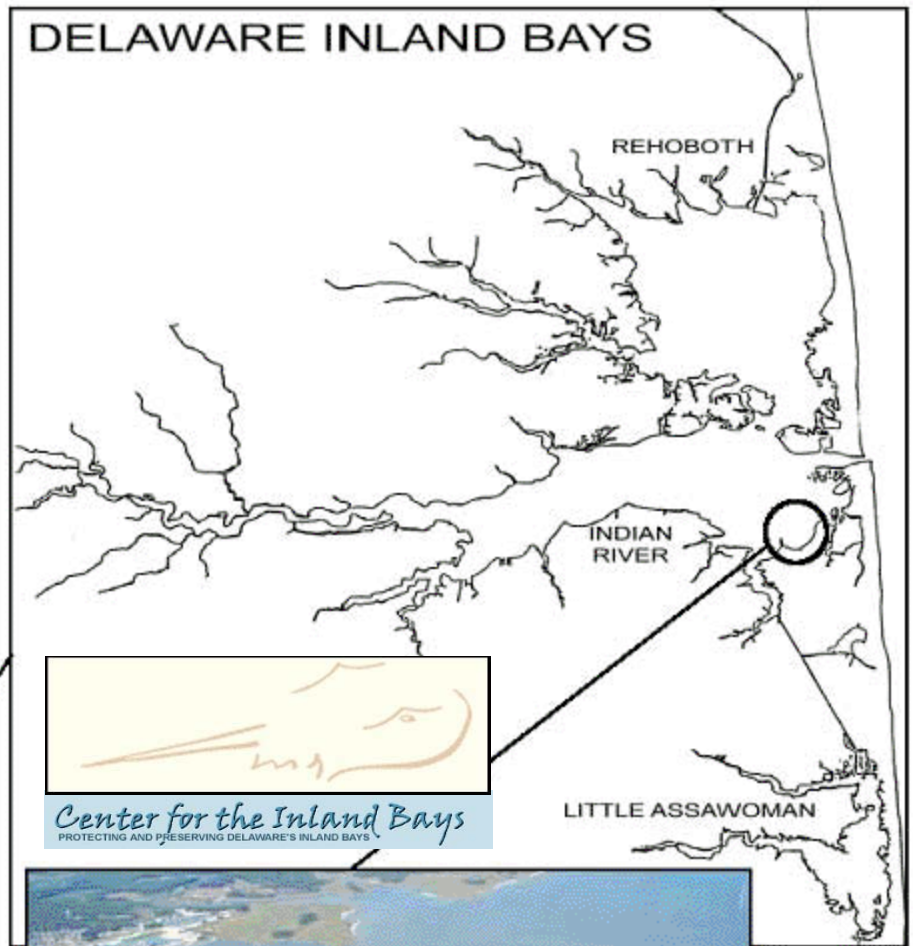 DELAWARE INLAND BAYS
REHOBOTH
INDIAN
RIVER
LITTLE ASSAWOMAN
Center for the Inland Bays
PROTECTING AND PRESERVING DELAWARE'S INLAND BAYS